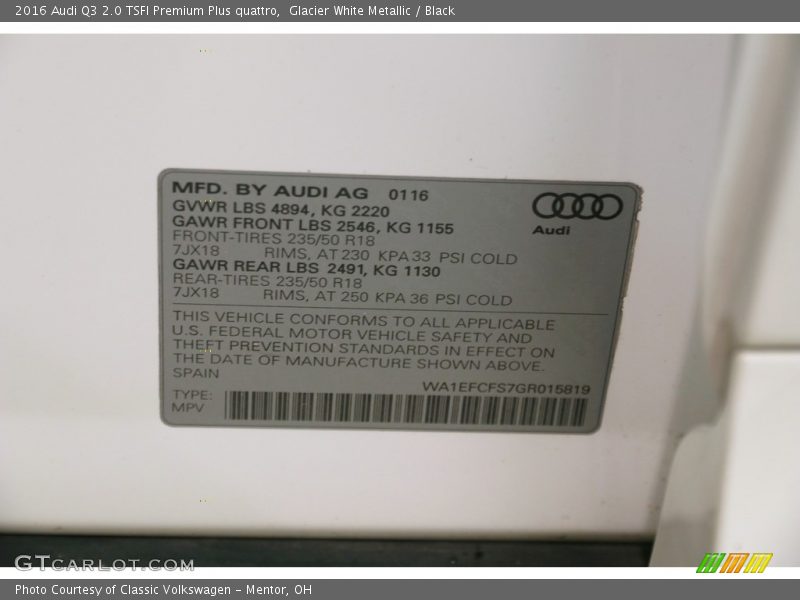 2016 Audi Q3 2.0 TSFI Premium Plus quattro,  Glacier White Metallic / Black
MFD. BY AUDI AG 0116
GVWR LBS 4894, KG 2220
GAWR FRONT LBS 2546, KG 1155
FRONT-TIRES 235/50 R18
7JX18 RIMS, AT 230 KPA 33 PSI COLD
GAWR REAR LBS 2491, KG 1130
REAR-TIRES 235/50 R18
7JX18 RIMS, AT 250 KPA 36 PSI COLD
Audi
THIS VEHICLE CONFORMS TO ALL APPLICABLE
U.S. FEDERAL MOTOR VEHICLE SAFETY AND
THEFT PREVENTION STANDARDS IN EFFECT ON
THE DATE OF MANUFACTURE SHOWN ABOVE.
SPAIN
WA1EFCFS7GR015819
TYPE:
MPV
GTCARLOT.COM
Photo Courtesy of Classic Volkswagen - Mentor, OH